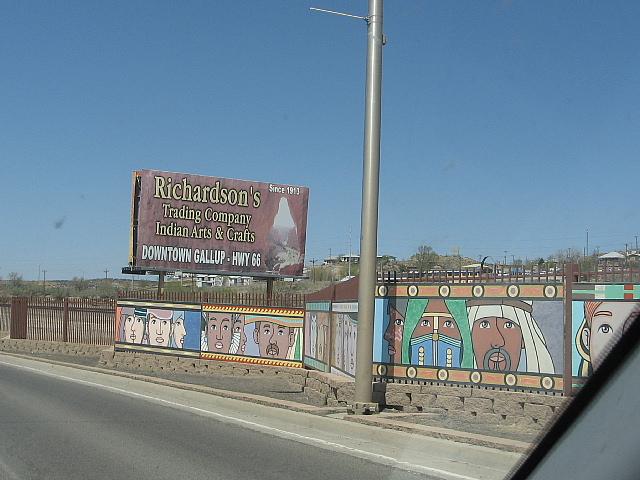 Since 1913
Richardson's
Trading Company
Indian Arts & Crafts
DOWNTOWN GALLUP - HWY 66